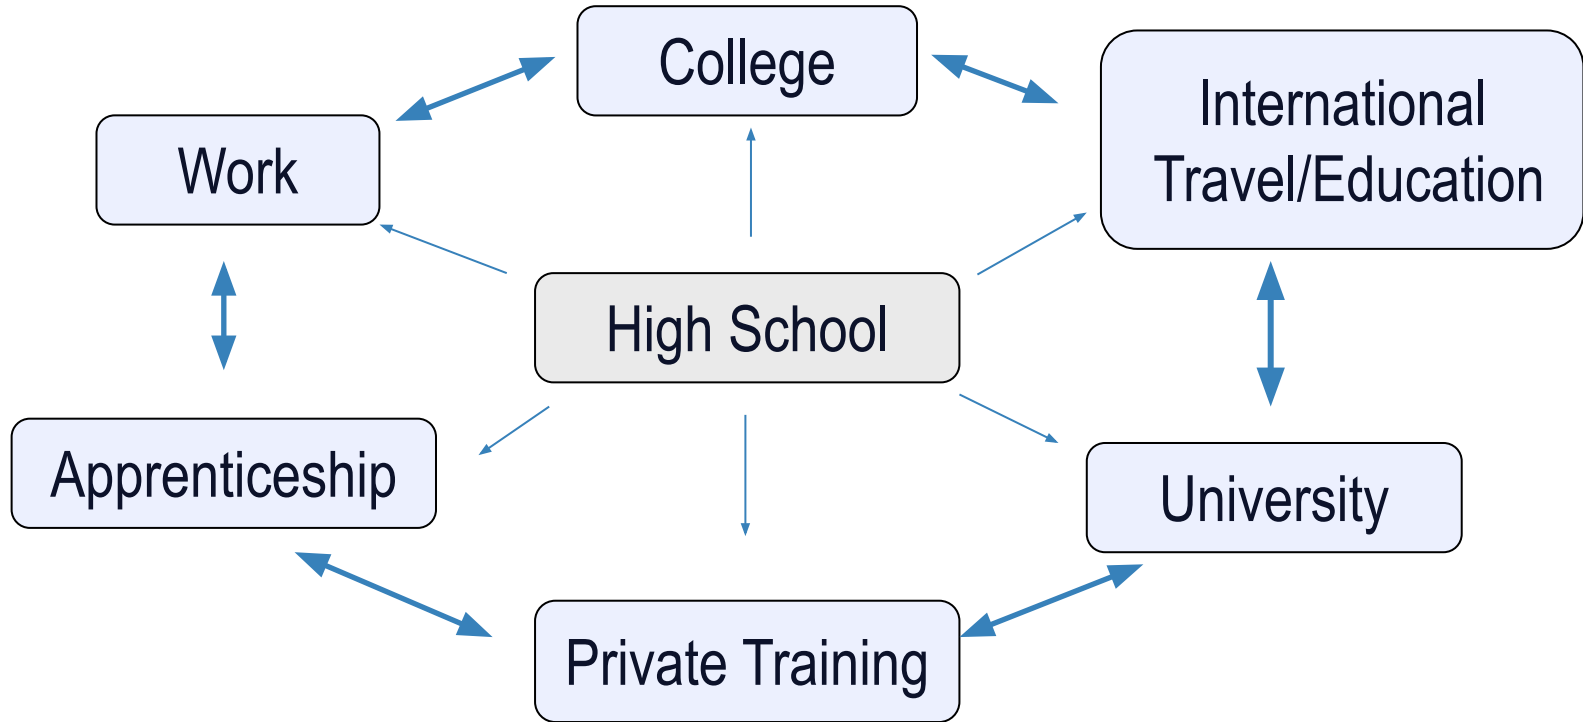 College
International
Travel/Education
Work
High School
Apprenticeship
University
Private Training